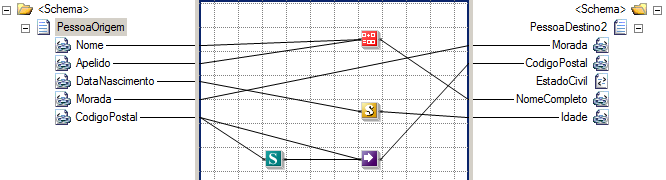 <Schema>
PessoaOrigem
Nome
Apelido
DataNascimento
Morada
CodigoPostal
<Schema>
PessoaDestino2
Morada
CodigoPostal
EstadoCivil
NomeCompleto
Idade
S